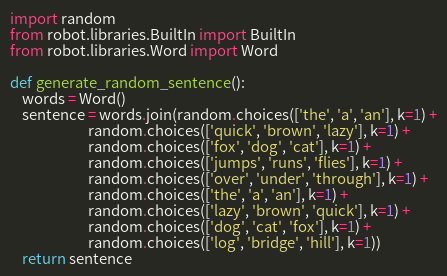 import random
from robot.libraries.BuiltIn import BuiltIn
from robot.libraries.Word import Word

def generate_random_sentence():
    words = Word()
    sentence = words.join(random.choices(['the', 'a', 'an'], k=1) +
                          random.choices(['quick', 'brown', 'lazy'], k=1) +
                          random.choices(['fox', 'dog', 'cat'], k=1) +
                          random.choices(['jumps', 'runs', 'flies'], k=1) +
                          random.choices(['over', 'under', 'through'], k=1) +
                          random.choices(['the', 'a', 'an'], k=1) +
                          random.choices(['lazy', 'brown', 'quick'], k=1) +
                          random.choices(['dog', 'cat', 'fox'], k=1) +
                          random.choices(['log', 'bridge', 'hill'], k=1))
    return sentence